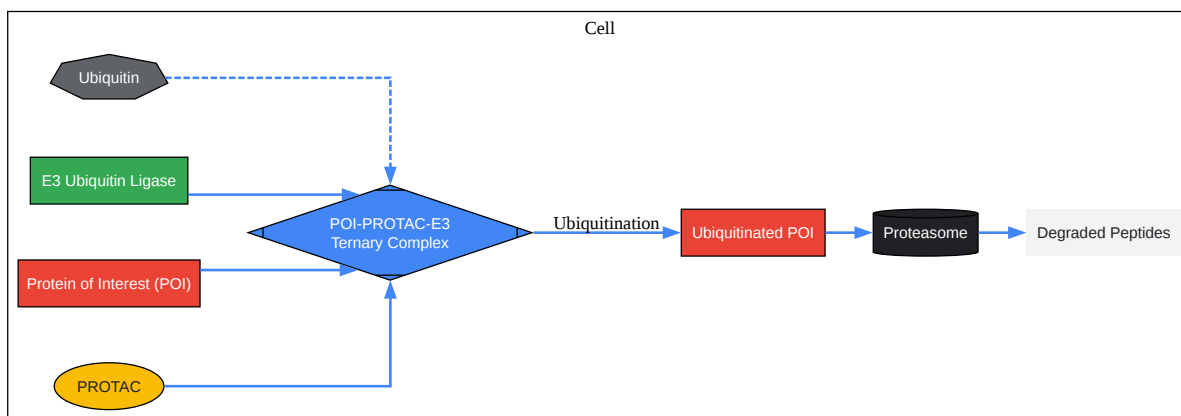 Cell
Ubiquitin
E3 Ubiquitin Ligase
POI-PROTAC-E3
Ternary Complex
Ubiquitination
Ubiquitinated POI
Proteasome
Degraded Peptides
Protein of Interest (POI)
PROTAC